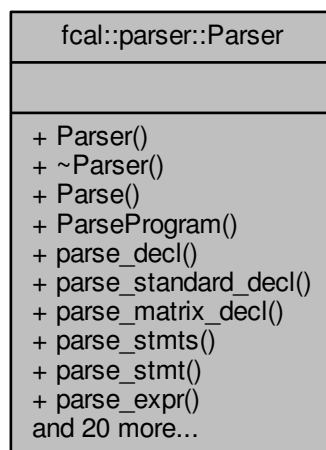 fcal::parser::Parser
+ Parser()
+ ~Parser()
+ Parse()
+ ParseProgram()
+ parse_decl()
+ parse_standard_decl()
+ parse_matrix_decl()
+ parse_stmts()
+ parse_stmt()
+ parse_expr()
and 20 more...